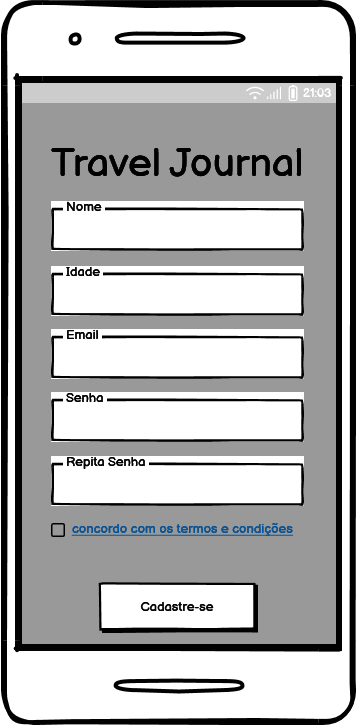 21:03
Travel Journal
Nome
Idade
Email
Senha
Repita Senha
concordo com os termos e condições
Cadastre-se